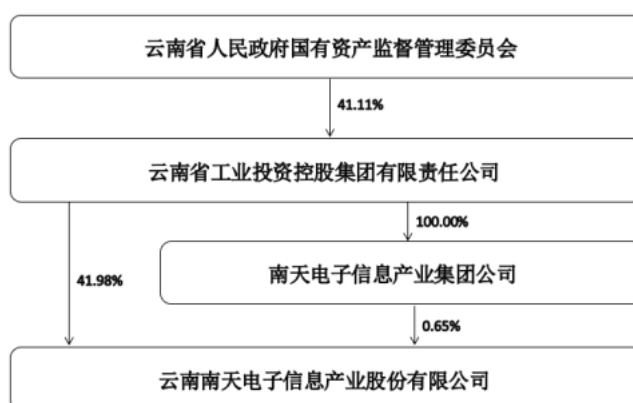 云南省人民政府国有资产监督管理委员会
41.11%
云南省工业投资控股集团有限责任公司
100.00%
41.98%
南天电子信息产业集团公司
0.65%
云南南天电子信息产业股份有限公司